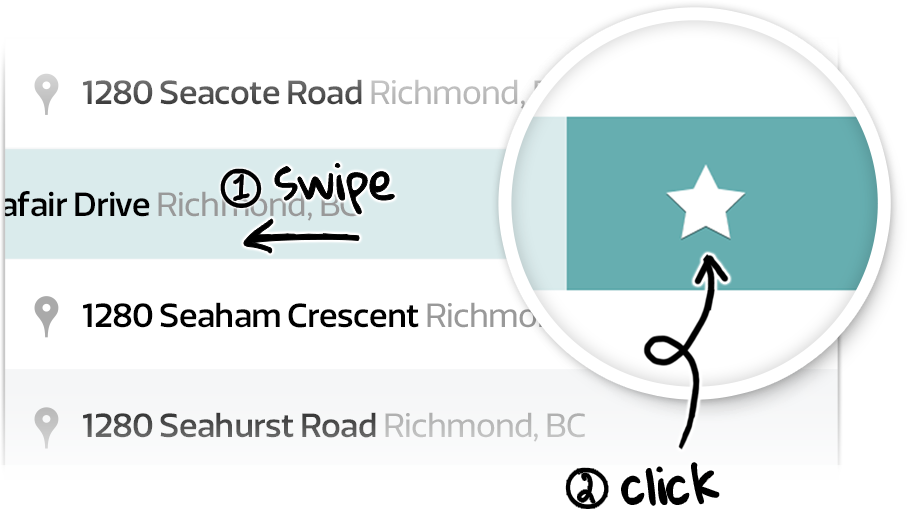 1280 Seacote Road Richmond,
① swipe
afair Drive Richmond, BC
1280 Seaham Crescent Richmo
1280 Seahurst Road Richmond, BC
② click